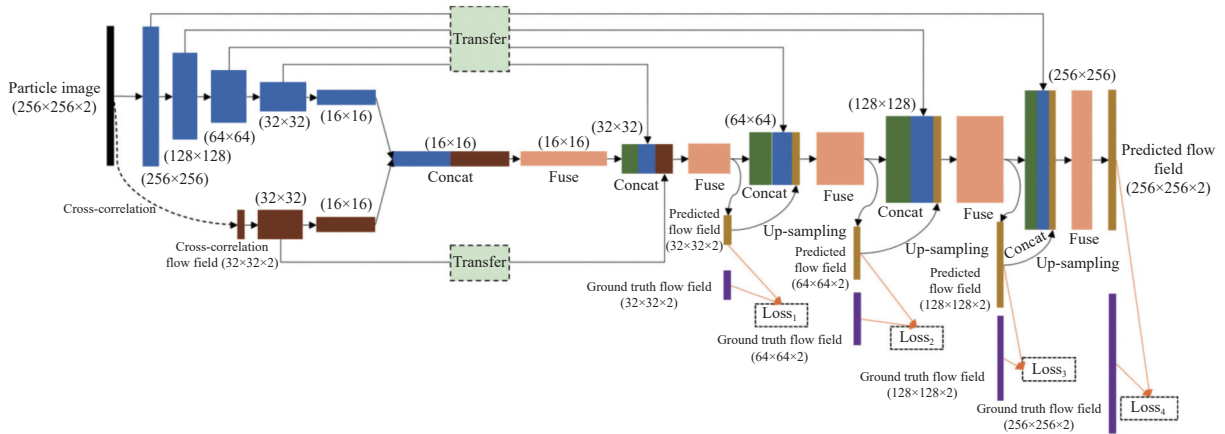 Particle image
(256×256×2)
(256×256)
(128×128)
(64×64)
(32×32)
(16×16)
Transfer
Cross-correlation
Cross-correlation
flow field (32×32×2)
(32×32)
(16×16)
Transfer
(16×16)
Concat
(16×16)
Fuse
(32×32)
Concat
Fuse
Predicted
flow field
(32×32×2)
Ground truth flow field
(32×32×2)
Loss1
(64×64)
Concat
Up-sampling
Fuse
Predicted
flow field
(64×64×2)
Ground truth flow field
(64×64×2)
Loss2
(128×128)
Concat
Up-sampling
Fuse
Predicted
flow field
(128×128×2)
Ground truth flow field
(128×128×2)
Loss3
(256×256)
Concat
Up-sampling
Fuse
Predicted flow
field
(256×256×2)
Ground truth flow field
(256×256×2)
Loss4